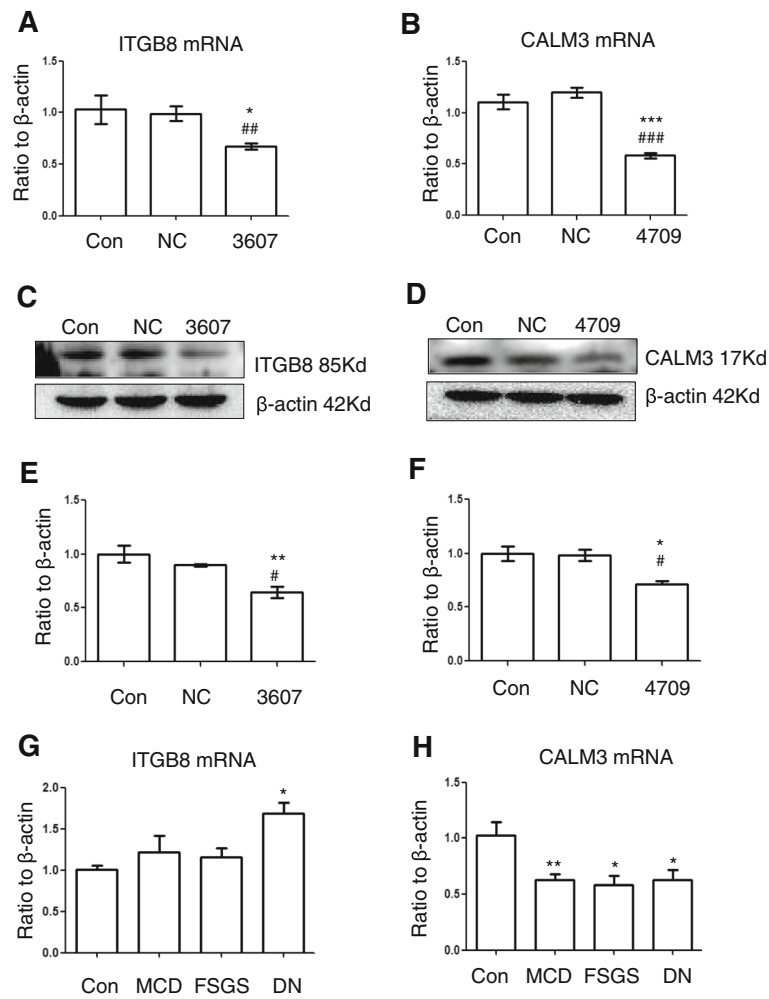 A
ITGB8 mRNA
Ratio to β-actin
1.5
1.0
0.5
0.0
*
##
Con NC 3607
B
CALM3 mRNA
Ratio to β-actin
1.5
1.0
0.5
0.0
***
###
Con NC 4709
C
Con NC 3607
ITGB8 85Kd
β-actin 42Kd
D
Con NC 4709
CALM3 17Kd
β-actin 42Kd
E
Ratio to β-actin
1.5
1.0
0.5
0.0
**
#
Con NC 3607
F
Ratio to β-actin
1.5
1.0
0.5
0.0
*
#
Con NC 4709
G
ITGB8 mRNA
Ratio to β-actin
2.0
1.5
1.0
0.5
0.0
*
Con MCD FSGS DN
H
CALM3 mRNA
Ratio to β-actin
1.5
1.0
0.5
0.0
** * *
Con MCD FSGS DN